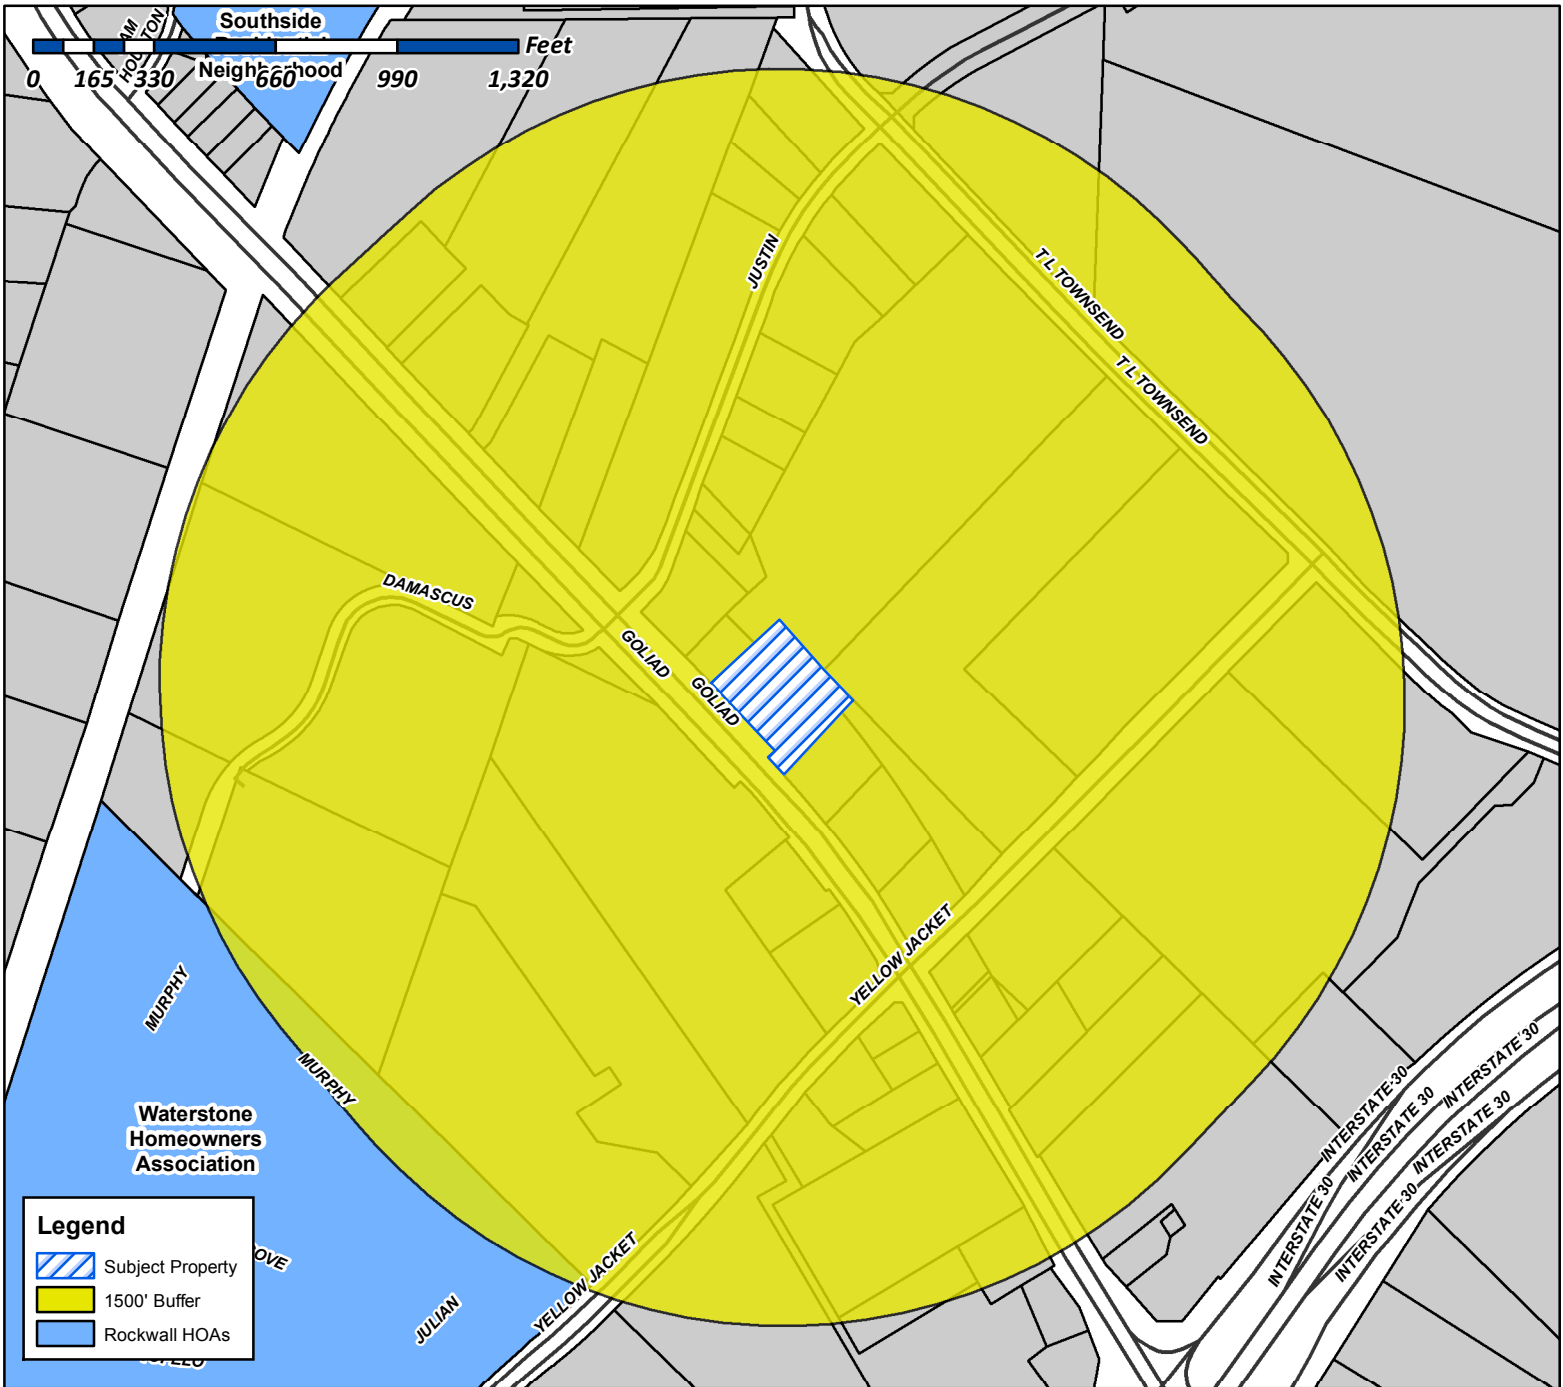 Southside
Neighborhood
Feet
0 165 330 660 990 1,320
JUSTIN
T L TOWNSEND
T L TOWNSEND
DAMASCUS
GOLIAD
GOLIAD
YELLOW JACKET
MURPHY
MURPHY
INTERSTATE 30
INTERSTATE 30
INTERSTATE 30
INTERSTATE 30
INTERSTATE 30
INTERSTATE 30
Waterstone
Homeowners
Association
YELLOW JACKET
JULIAN
Legend
Subject Property
1500' Buffer
Rockwall HOAs